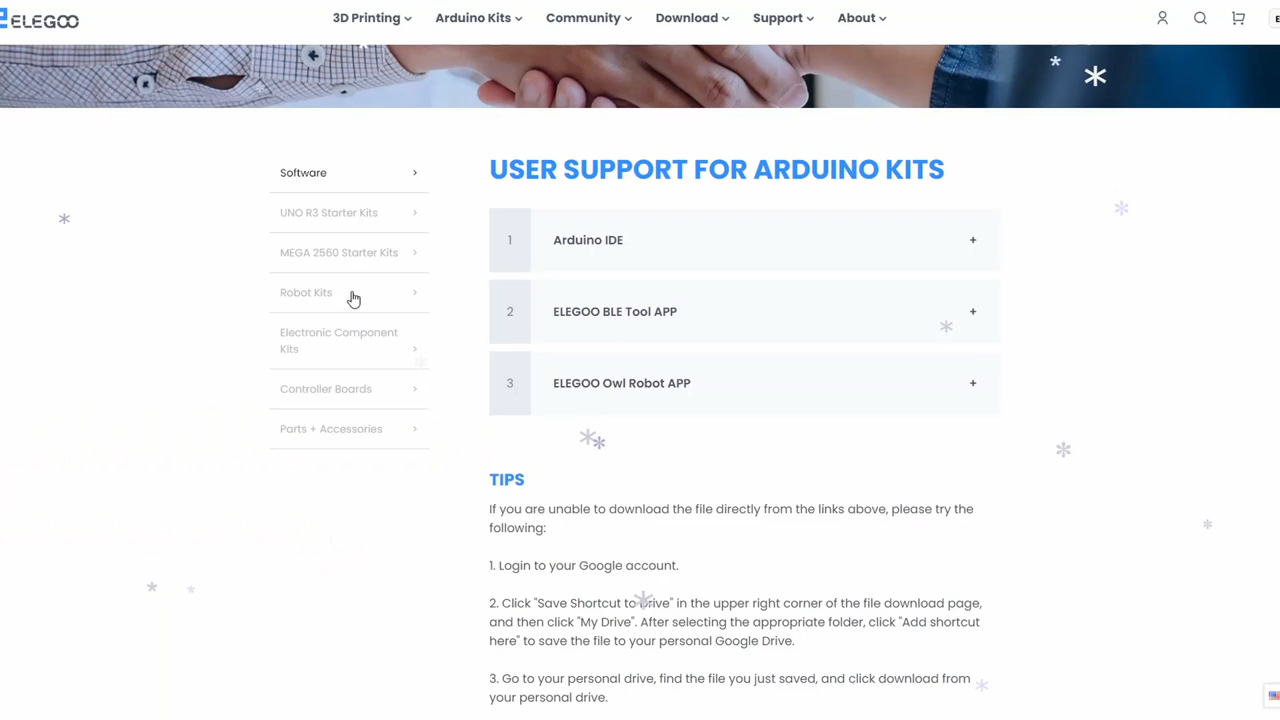 ELEGOO
3D Printing
Arduino Kits
Community
Download
Support
About
Software
UNO R3 Starter Kits
MEGA 2560 Starter Kits
Robot Kits
Electronic Component
Kits
Controller Boards
Parts + Accessories
USER SUPPORT FOR ARDUINO KITS
1 Arduino IDE +
2 ELEGOO BLE Tool APP +
3 ELEGOO Owl Robot APP +
TIPS
If you are unable to download the file directly from the links above, please try the
following:
1. Login to your Google account.
2. Click "Save Shortcut to Drive" in the upper right corner of the file download page,
and then click "My Drive". After selecting the appropriate folder, click "Add shortcut
here" to save the file to your personal Google Drive.
3. Go to your personal drive, find the file you just saved, and click download from
your personal drive.